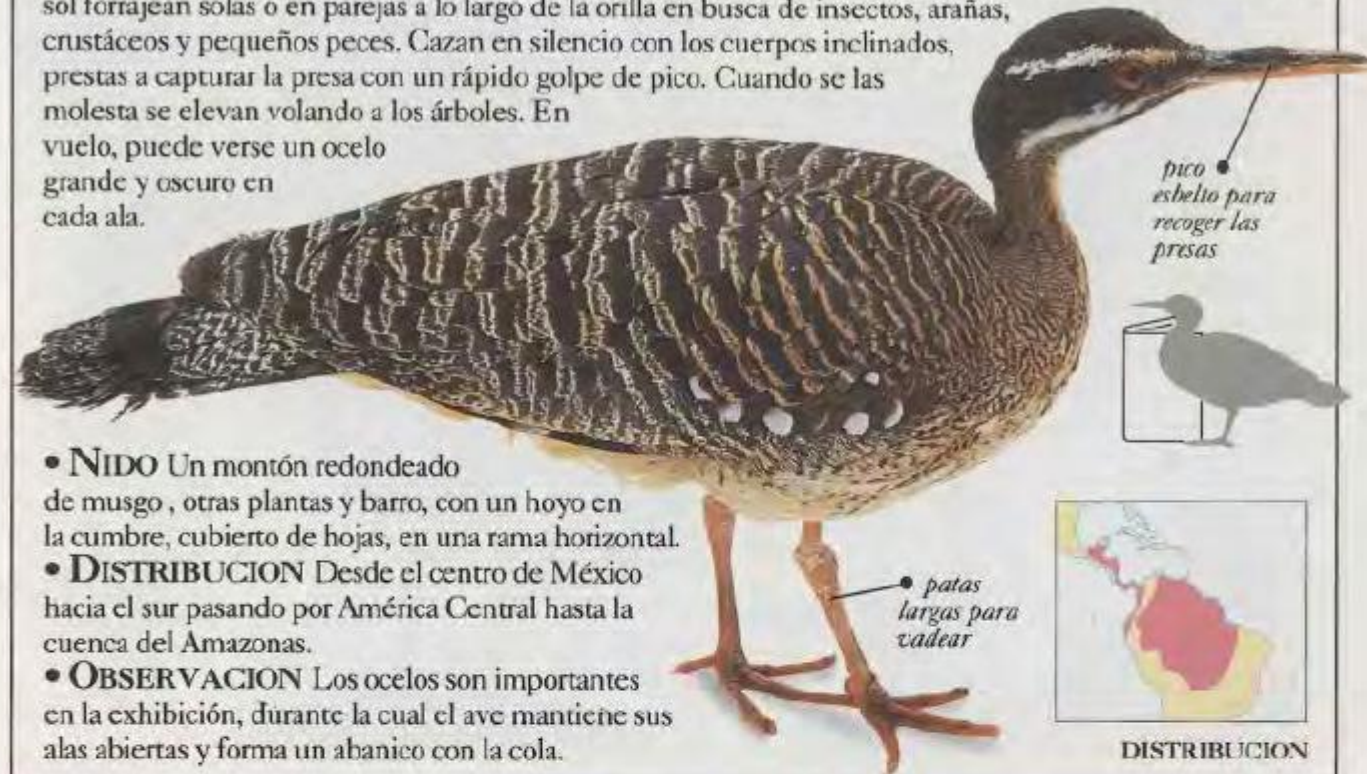 sol forrajean solas o en parejas a lo largo de la orilla en busca de insectos, arañas,
crustáceos y pequeños peces. Cazan en silencio con los cuerpos inclinados,
prestas a capturar la presa con un rápido golpe de pico. Cuando se las
molesta se elevan volando a los árboles. En
vuelo, puede verse un ocelo
grande y oscuro en
cada ala.
pico
esbelto para
recoger las
presas
• NIDO Un montón redondeado
de musgo , otras plantas y barro, con un hoyo en
la cumbre, cubierto de hojas, en una rama horizontal.
• DISTRIBUCION Desde el centro de México
hacia el sur pasando por América Central hasta la
cuenca del Amazonas.
• OBSERVACION Los ocelos son importantes
en la exhibición, durante la cual el ave mantiene sus
alas abiertas y forma un abanico con la cola.
patas
largas para
vadear
DISTRIBUCION